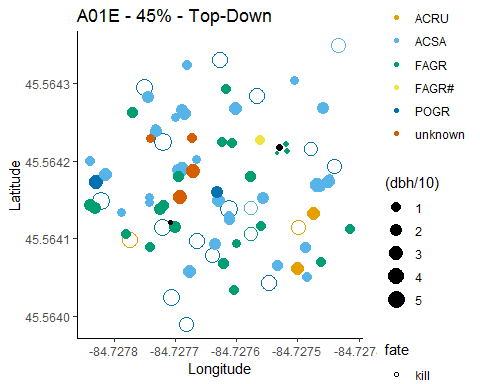 A01E - 45% - Top-Down
45.5643
45.5642
45.5641
45.5640
Latitude
-84.7278
-84.7277
-84.7276
-84.7275
-84.727
Longitude
ACRU
ACSA
FAGR
FAGR#
POGR
unknown
(dbh/10)
1
2
3
4
5
fate
kill